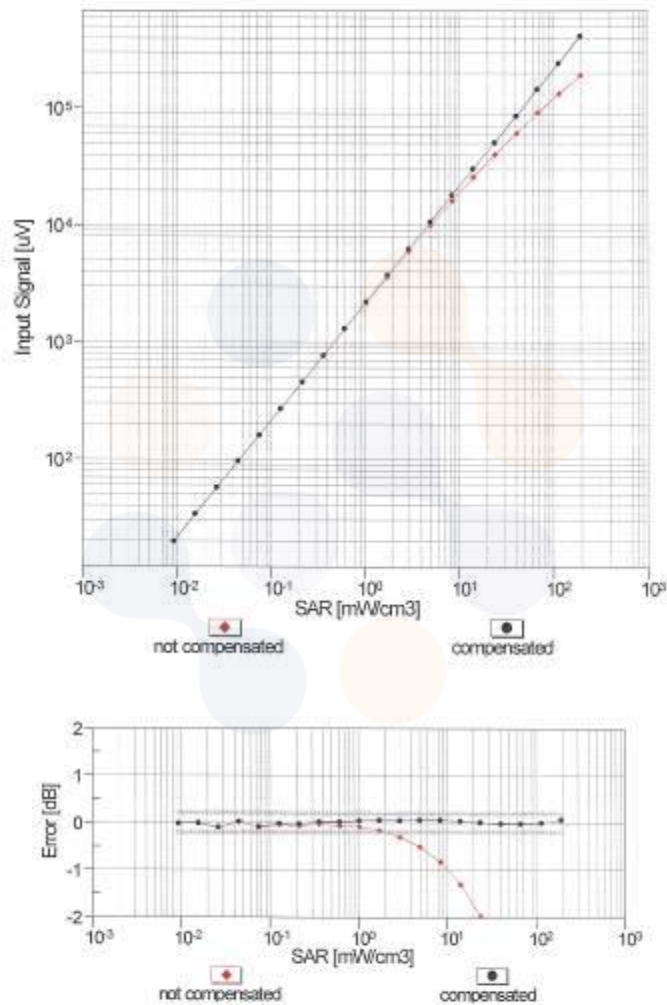 Input Signal [uV]
10⁵
10⁴
10³
10²
10⁻³ 10⁻² 10⁻¹ 10⁰ 10¹ 10² 10³
SAR [mW/cm3]
not compensated compensated
Error [dB]
2
1
0
-1
-2
10⁻³ 10⁻² 10⁻¹ 10⁰ 10¹ 10² 10³
SAR [mW/cm3]
not compensated compensated